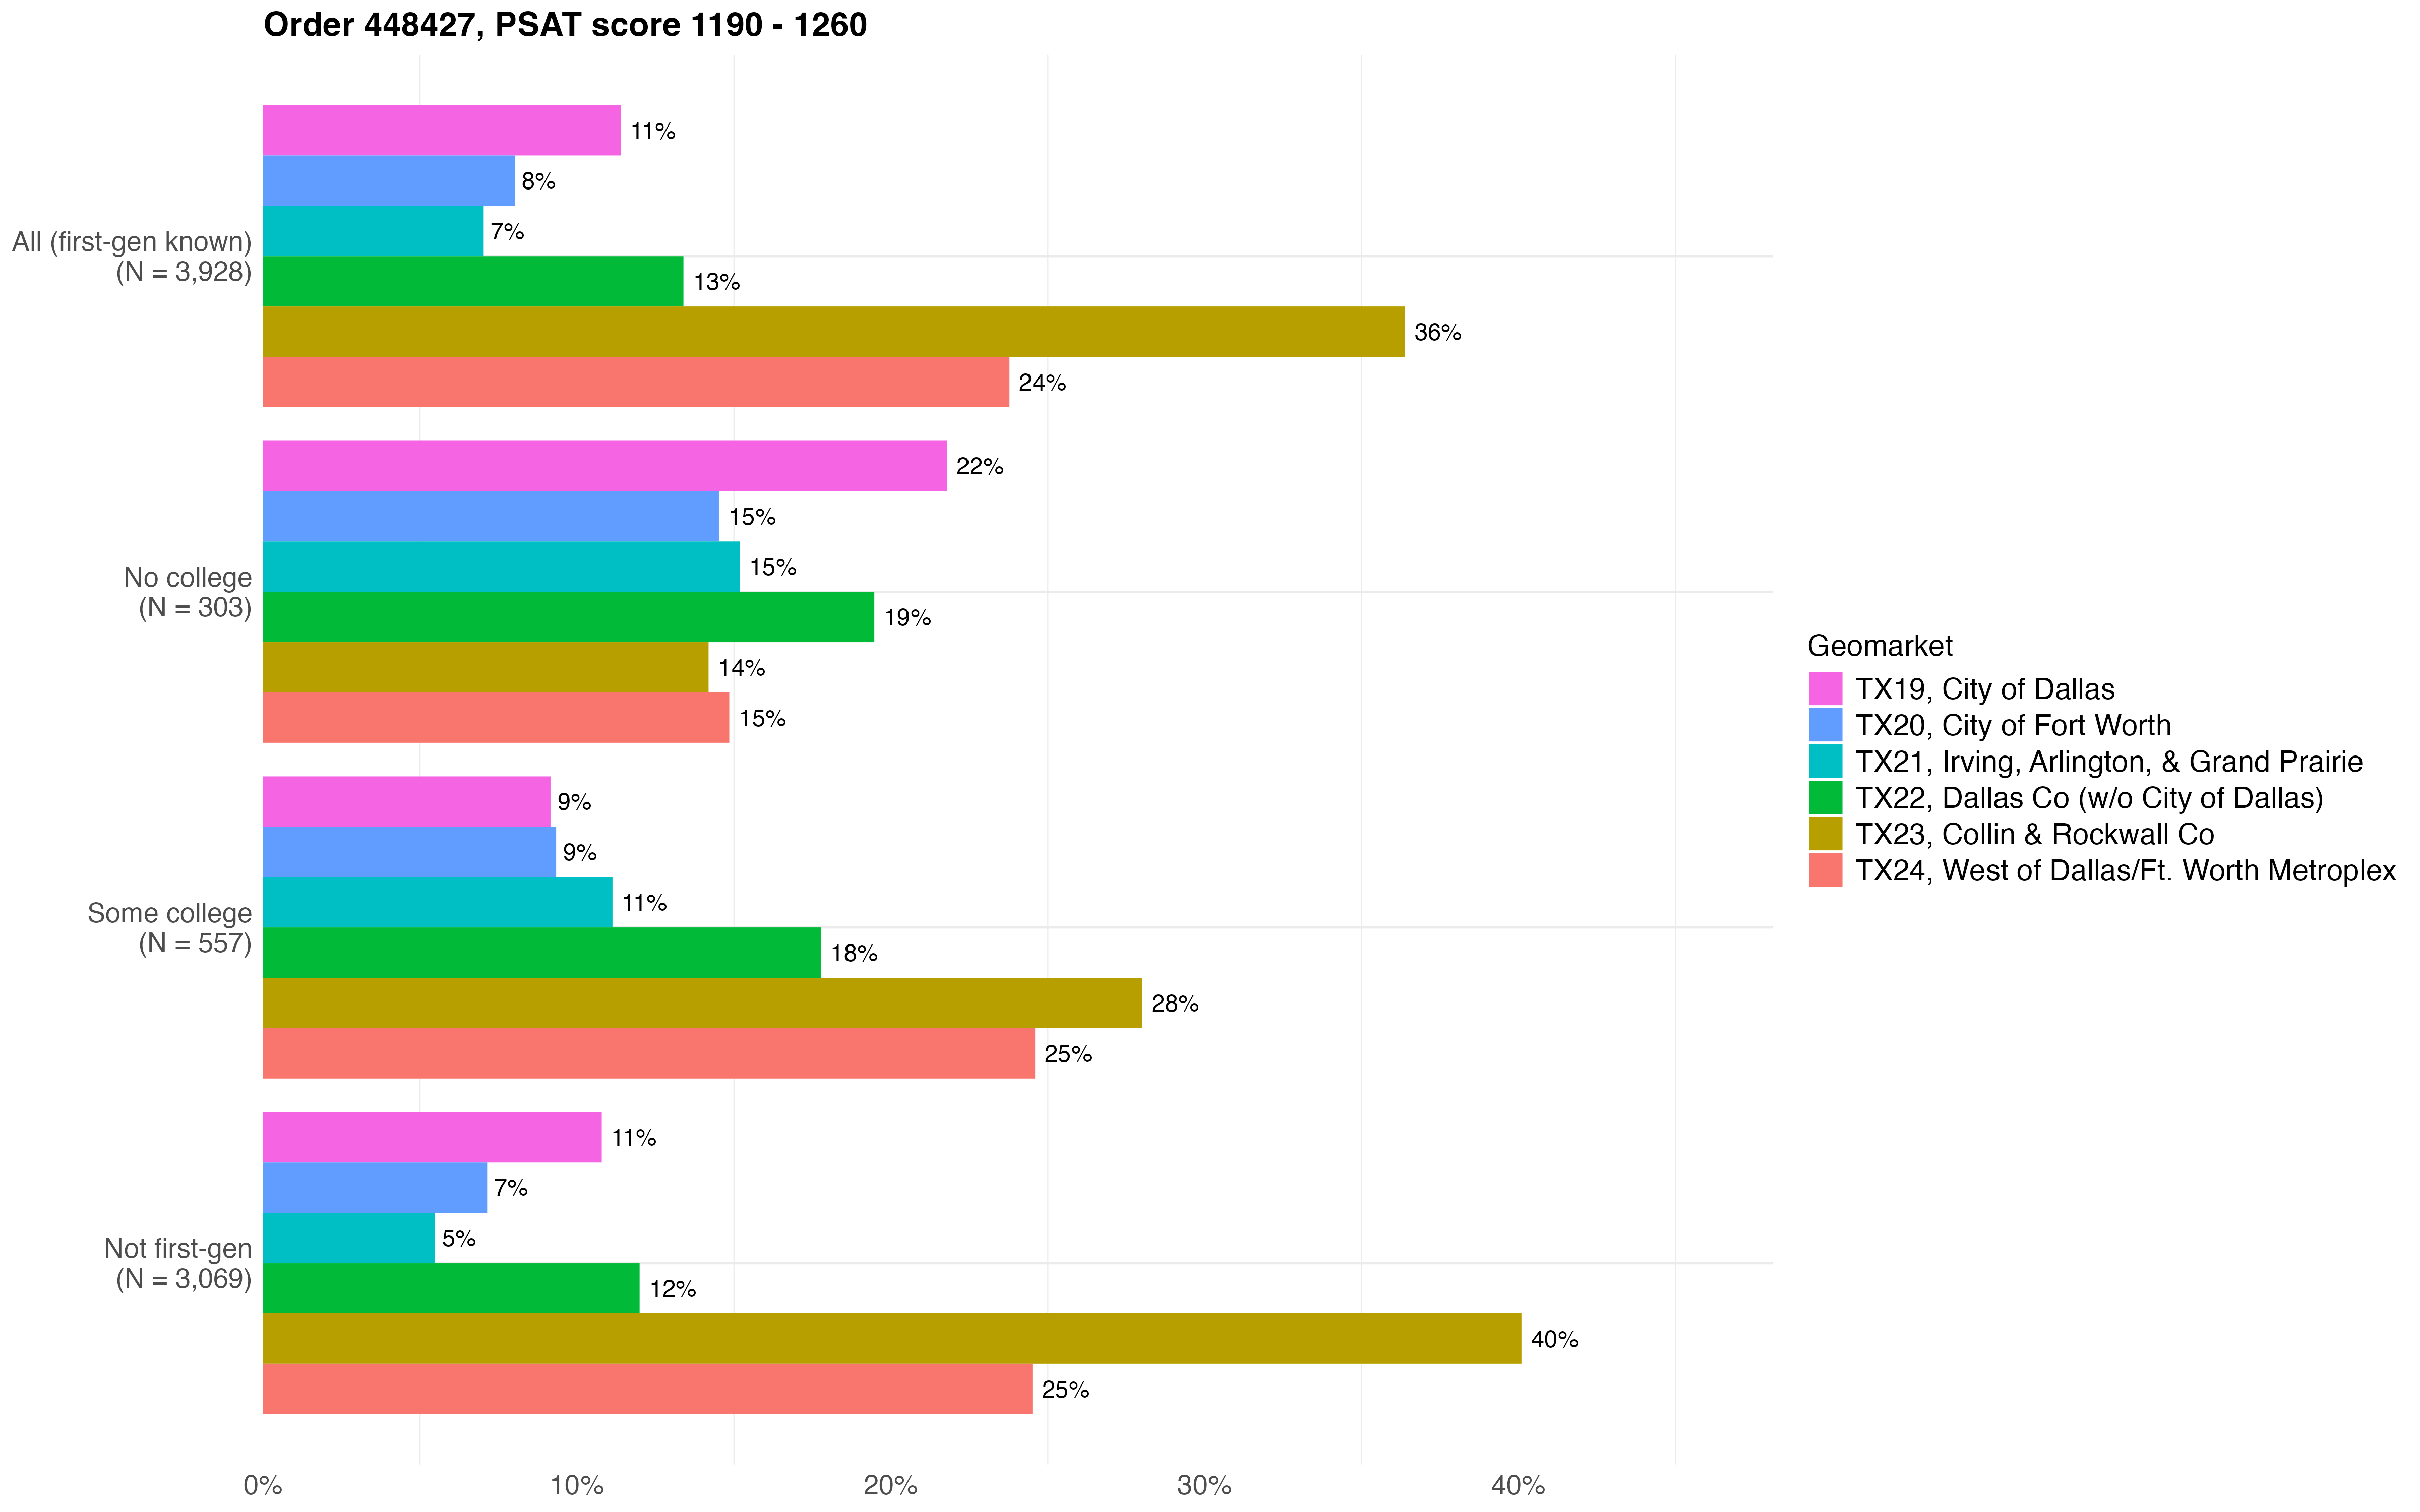 Order 448427, PSAT score 1190 - 1260
All (first-gen known)
(N = 3,928)
11%
8%
7%
13%
36%
24%
No college
(N = 303)
22%
15%
15%
19%
14%
15%
Some college
(N = 557)
9%
9%
11%
18%
28%
25%
Not first-gen
(N = 3,069)
11%
7%
5%
12%
40%
25%
0%
10%
20%
30%
40%
Geomarket
TX19, City of Dallas
TX20, City of Fort Worth
TX21, Irving, Arlington, & Grand Prairie
TX22, Dallas Co (w/o City of Dallas)
TX23, Collin & Rockwall Co
TX24, West of Dallas/Ft. Worth Metroplex